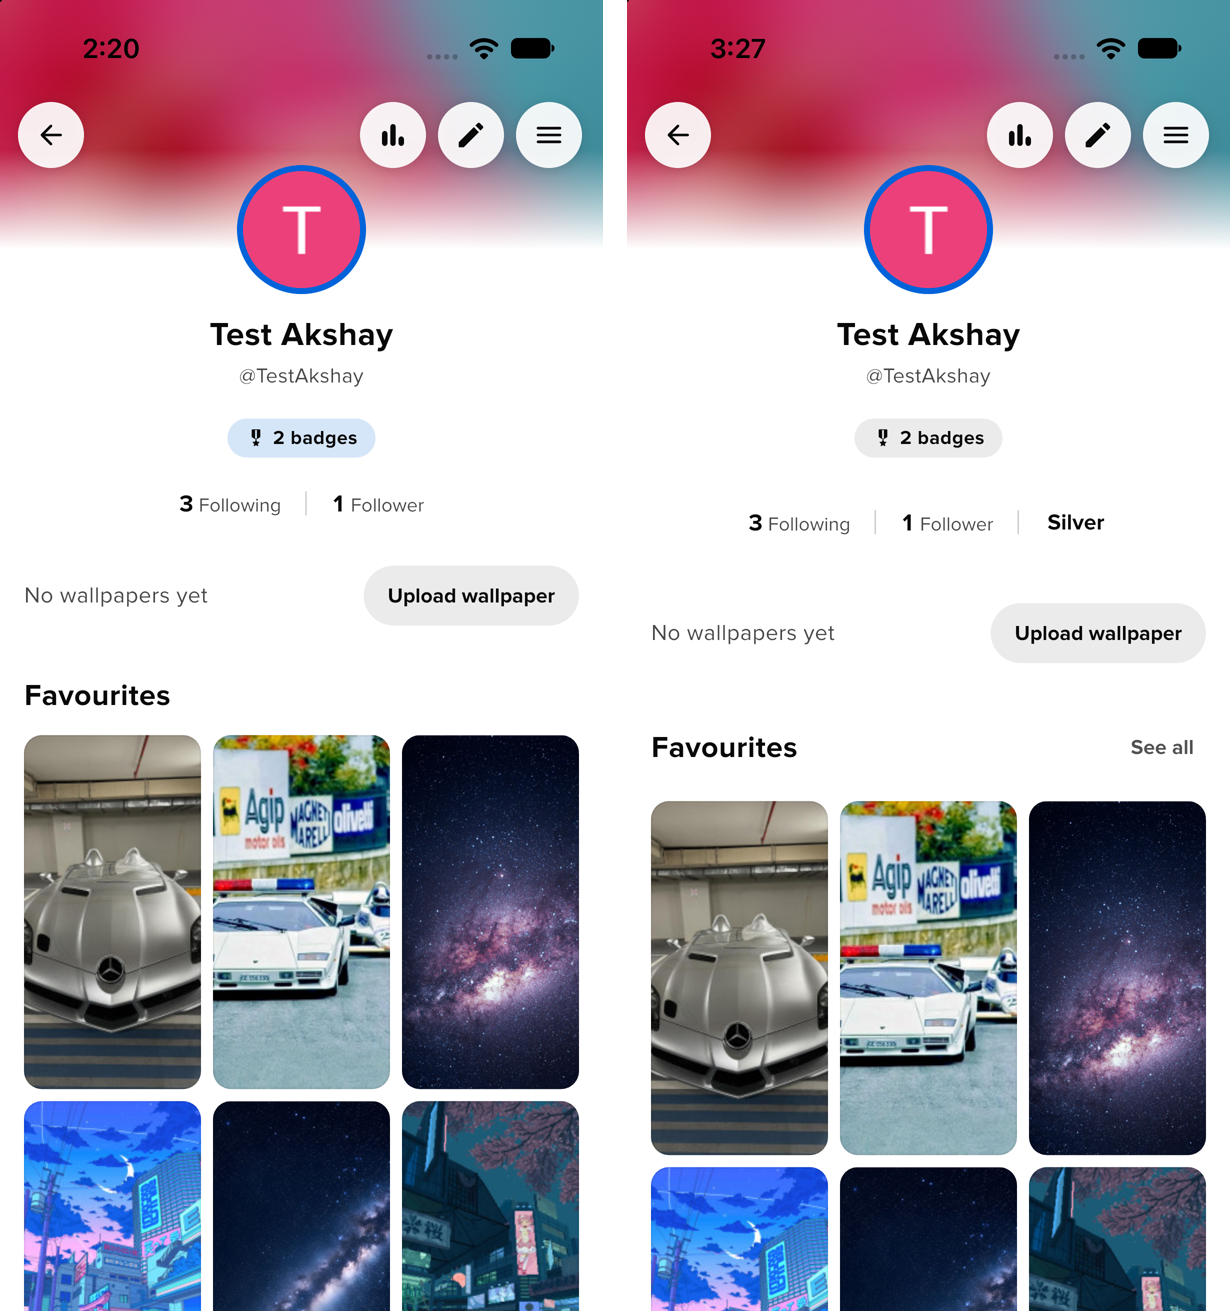 2:20
T
Test Akshay
@TestAkshay
2 badges
3 Following
1 Follower
No wallpapers yet
Upload wallpaper
Favourites
Agip
motor oils
MAGNETI
MARELLI
olivetti
3:27
T
Test Akshay
@TestAkshay
2 badges
3 Following
1 Follower
Silver
No wallpapers yet
Upload wallpaper
Favourites
See all
Agip
motor oils
MAGNETI
MARELLI
olivetti